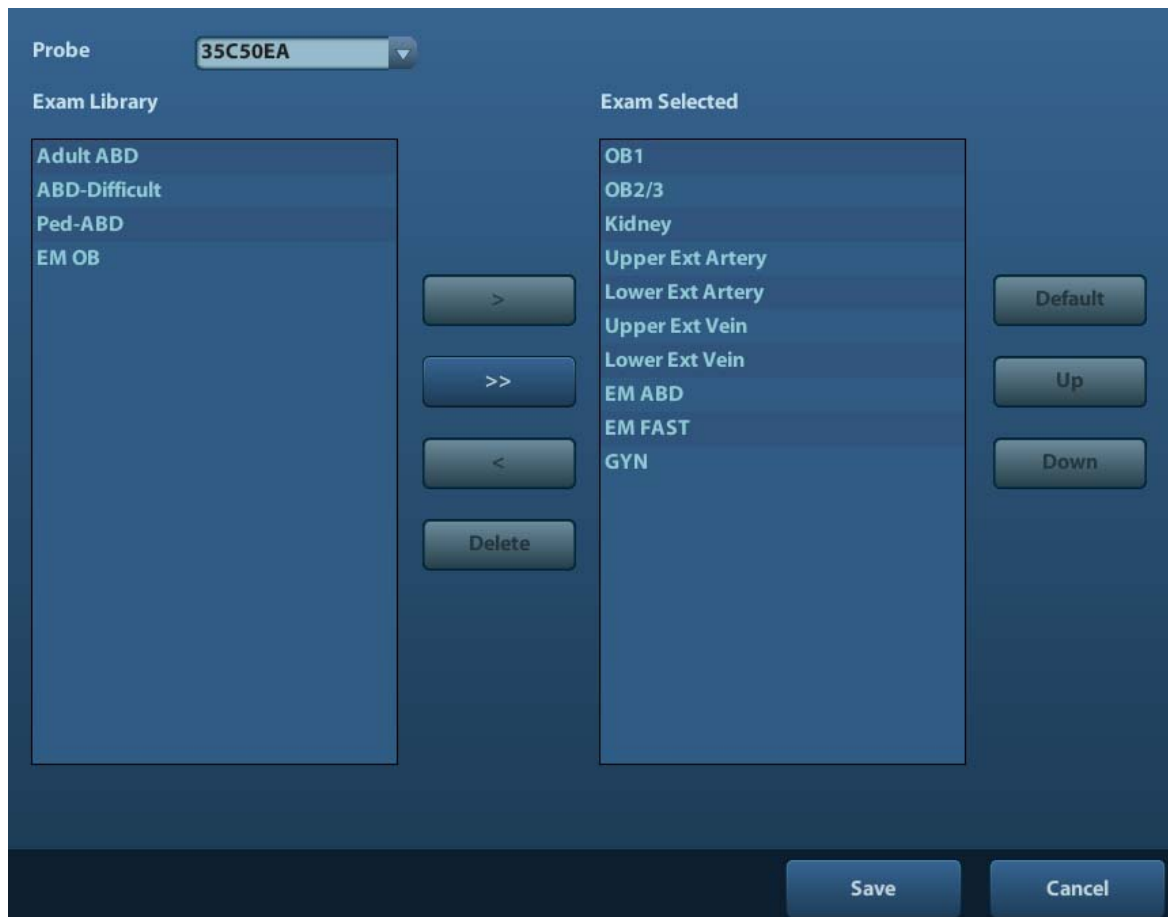 Probe 35C50EA
Exam Library
Exam Selected
Adult ABD
ABD-Difficult
Ped-ABD
EM OB
>
>>
<
Delete
OB1
OB2/3
Kidney
Upper Ext Artery
Lower Ext Artery
Upper Ext Vein
Lower Ext Vein
EM ABD
EM FAST
GYN
Default
Up
Down
Save
Cancel